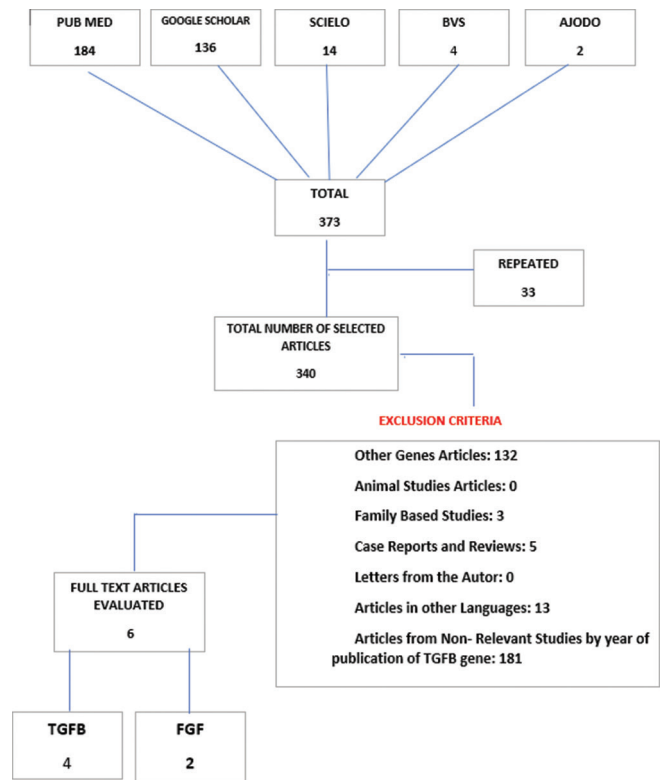 PUB MED
184
GOOGLE SCHOLAR
136
SCIELO
14
BVS
4
AJODO
2
TOTAL
373
REPEATED
33
TOTAL NUMBER OF SELECTED
ARTICLES
340
EXCLUSION CRITERIA
Other Genes Articles: 132
Animal Studies Articles: 0
Family Based Studies: 3
Case Reports and Reviews: 5
Letters from the Autor: 0
Articles in other Languages: 13
Articles from Non- Relevant Studies by year of
publication of TGFB gene: 181
FULL TEXT ARTICLES
EVALUATED
6
TGFB
4
FGF
2